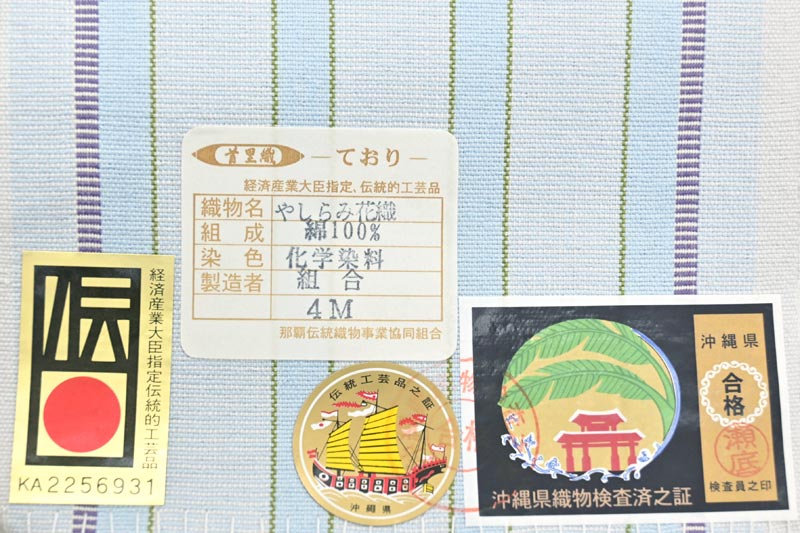 首里織
―ており―
経済産業大臣指定、伝統的工芸品
織物名 やしらみ花織
組成 綿100%
染色 化学染料
製造者 組合
4M
那覇伝統織物事業協同組合
伝
経済産業大臣指定伝統的工芸品
KA2256931
伝統工芸品之証
沖縄県
沖縄県
合格
瀬底
検査員之印
沖縄県織物検査済之証